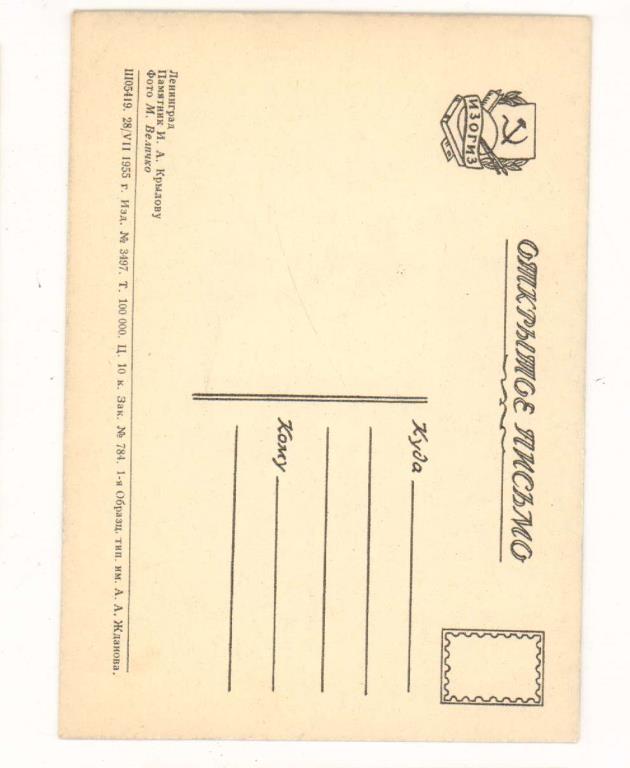 ИЗОГИЗ
ОТКРЫТОЕ ПИСЬМО
Куда
Кому
Ленинград
Памятник И. А. Крылову
Фото М. Величко
Ш05419. 28/VII 1955 г. Изд. № 3497. Т. 100 000. Ц. 10 к. Зак. № 784. 1-я Образц. тип. им. А. А. Жданова.